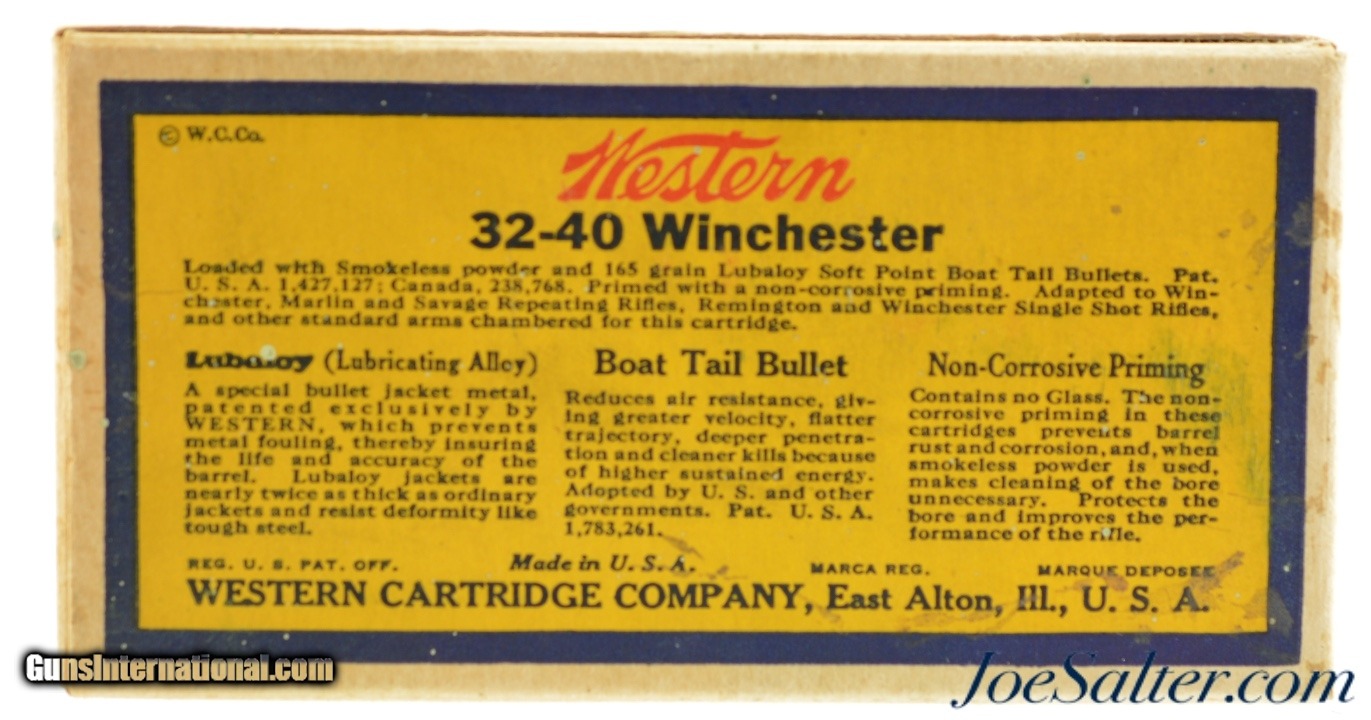 © W.C.Co.
Western
32-40 Winchester
Loaded with Smokeless powder and 165 grain Lubaloy Soft Point Boat Tail Bullets. Pat.
U. S. A. 1,427,127; Canada, 238,768. Primed with a non-corrosive priming. Adapted to Win-
chester, Marlin and Savage Repeating Rifles, Remington and Winchester Single Shot Rifles,
and other standard arms chambered for this cartridge.
Lubaloy (Lubricating Alloy)
A special bullet jacket metal,
patented exclusively by
WESTERN, which prevents
metal fouling, thereby insuring
the life and accuracy of the
barrel. Lubaloy jackets are
nearly twice as thick as ordinary
jackets and resist deformity like
tough steel.
Boat Tail Bullet
Reduces air resistance, giv-
ing greater velocity, flatter
trajectory, deeper penetra-
tion and cleaner kills because
of higher sustained energy.
Adopted by U. S. and other
governments. Pat. U. S. A.
1,783,261.
Non-Corrosive Priming
Contains no Glass. The non-
corrosive priming in these
cartridges prevents barrel
rust and corrosion, and, when
smokeless powder is used,
makes cleaning of the bore
unnecessary. Protects the
bore and improves the per-
formance of the rifle.
REG. U. S. PAT. OFF. Made in U. S. A. MARCA REG. MARQUE DEPOSEE
WESTERN CARTRIDGE COMPANY, East Alton, Ill., U. S. A.
GunsInternational.com
JoeSalter.com